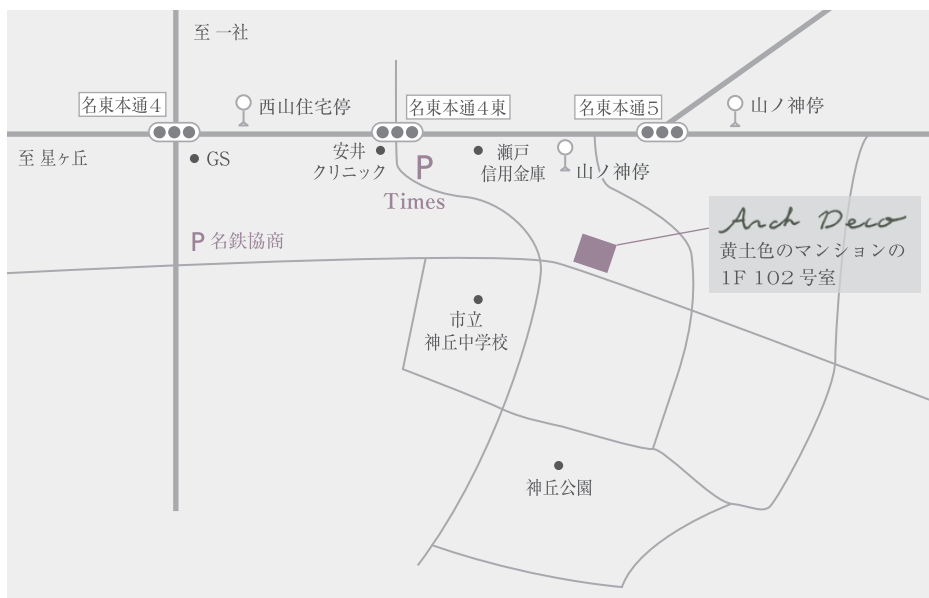 至 一社
名東本通4
西山住宅停
名東本通4東
名東本通5
山ノ神停
至 星ヶ丘
GS
安井
クリニック
P
Times
瀬戸
信用金庫
山ノ神停
P 名鉄協商
Arch Deco
黄土色のマンションの
1F 102 号室
市立
神丘中学校
神丘公園